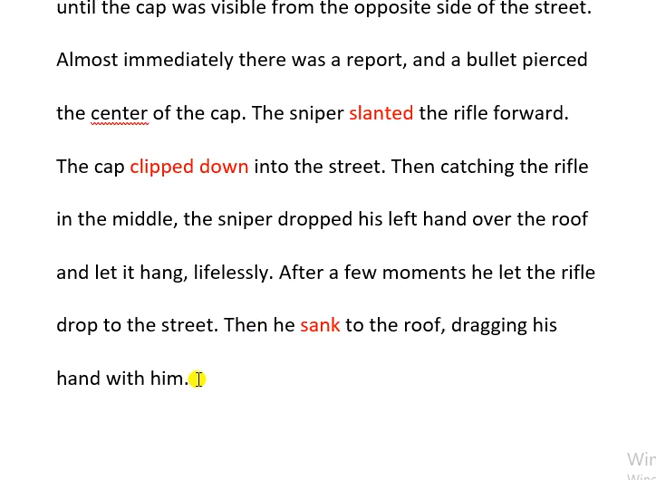 until the cap was visible from the opposite side of the street.
Almost immediately there was a report, and a bullet pierced
the center of the cap. The sniper slanted the rifle forward.
The cap clipped down into the street. Then catching the rifle
in the middle, the sniper dropped his left hand over the roof
and let it hang, lifelessly. After a few moments he let the rifle
drop to the street. Then he sank to the roof, dragging his
hand with him.